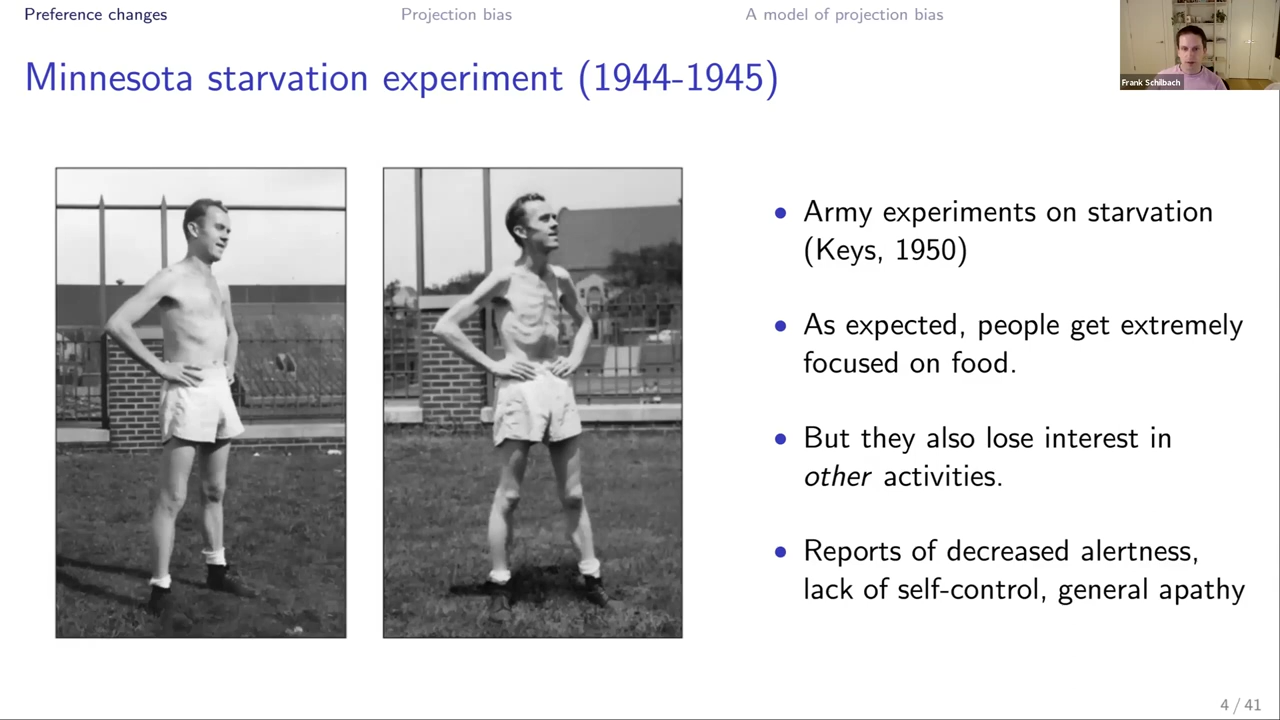 Preference changes
Projection bias
A model of projection bias
Frank Schilbach
Minnesota starvation experiment (1944-1945)
• Army experiments on starvation
(Keys, 1950)
• As expected, people get extremely
focused on food.
• But they also lose interest in
other activities.
• Reports of decreased alertness,
lack of self-control, general apathy
4 / 41